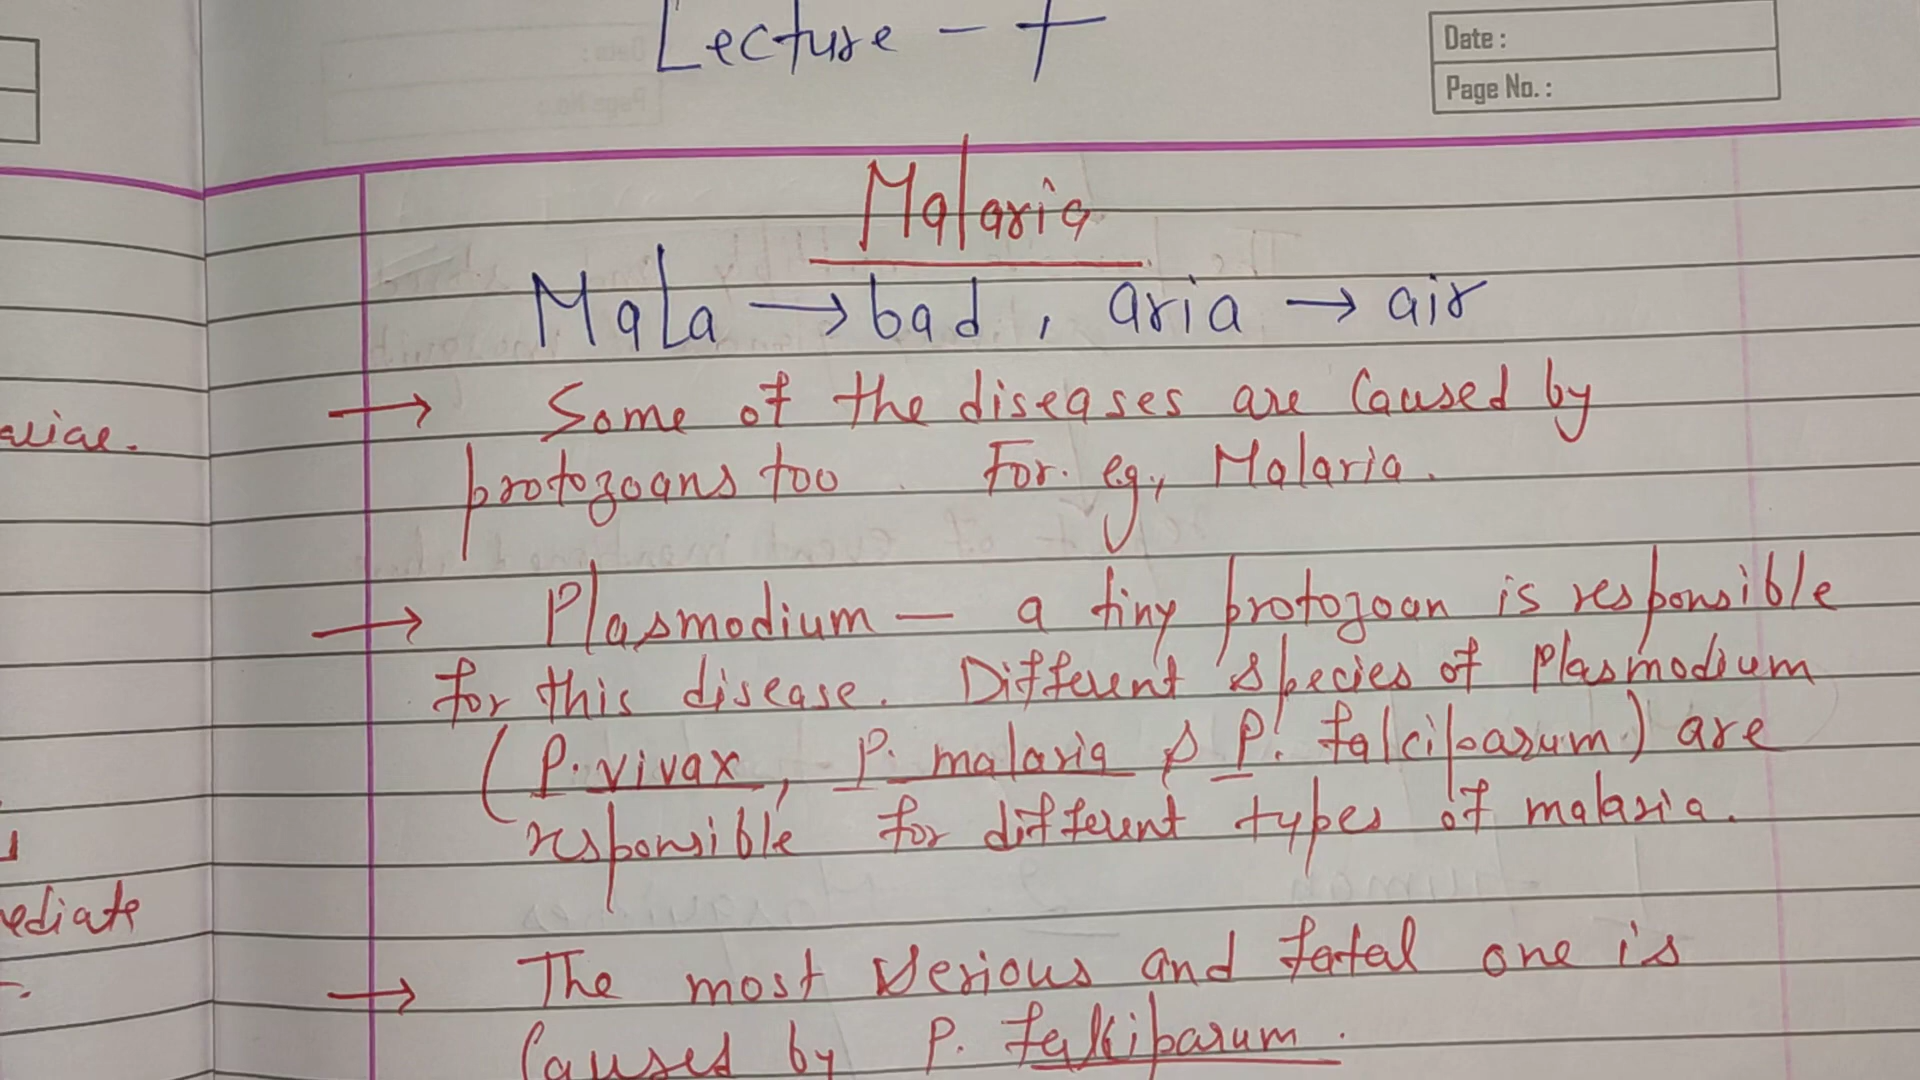 Lecture - 7
Date :
Page No. :
Malaria
Mala → bad, aria → air
→ Some of the diseases are Caused by
protozoans too. For. eg., Malaria.
→ Plasmodium — a tiny protozoan is responsible
for this disease. Different species of Plasmodium
(P. vivax, P. malaria & P. falciparum) are
responsible for different types of malaria.
→ The most serious and fatal one is
Caused by P. falkiparum.
ediate